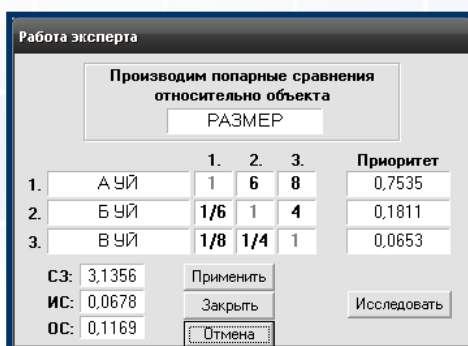 Работа эксперта
Производим попарные сравнения
относительно объекта
РАЗМЕР
1. 2. 3. Приоритет
1. А УЙ 1 6 8 0,7535
2. Б УЙ 1/6 1 4 0,1811
3. В УЙ 1/8 1/4 1 0,0653
СЗ: 3,1356 Применить
ИС: 0,0678 Закрыть Исследовать
ОС: 0,1169 Отмена